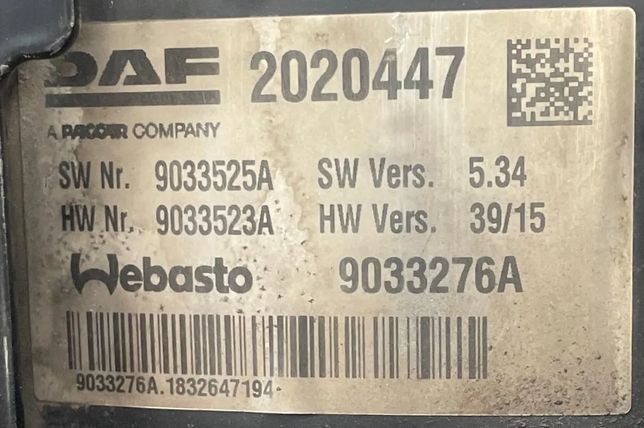 DAF 2020447
A PACCAR COMPANY
SW Nr. 9033525A SW Vers. 5.34
HW Nr. 9033523A HW Vers. 39/15
Webasto 9033276A
9033276A.1832647194